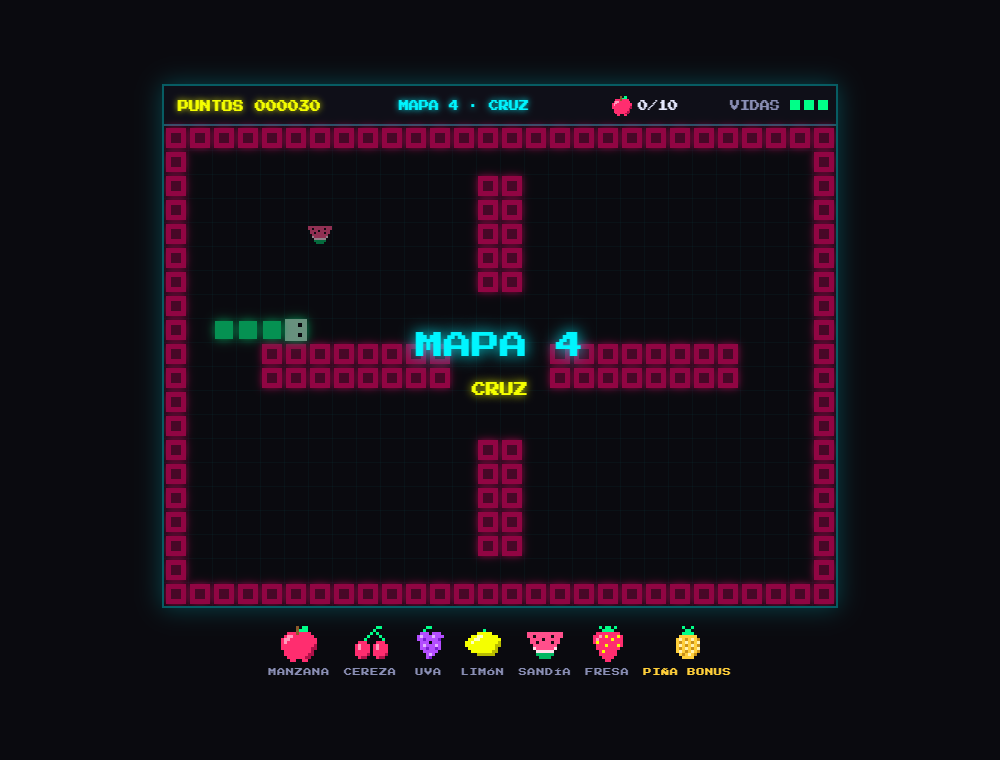 PUNTOS 000030
MAPA 4 · CRUZ
0/10
VIDAS
MAPA 4
CRUZ
MANZANA
CEREZA
UVA
LIMóN
SANDíA
FRESA
PIñA BONUS